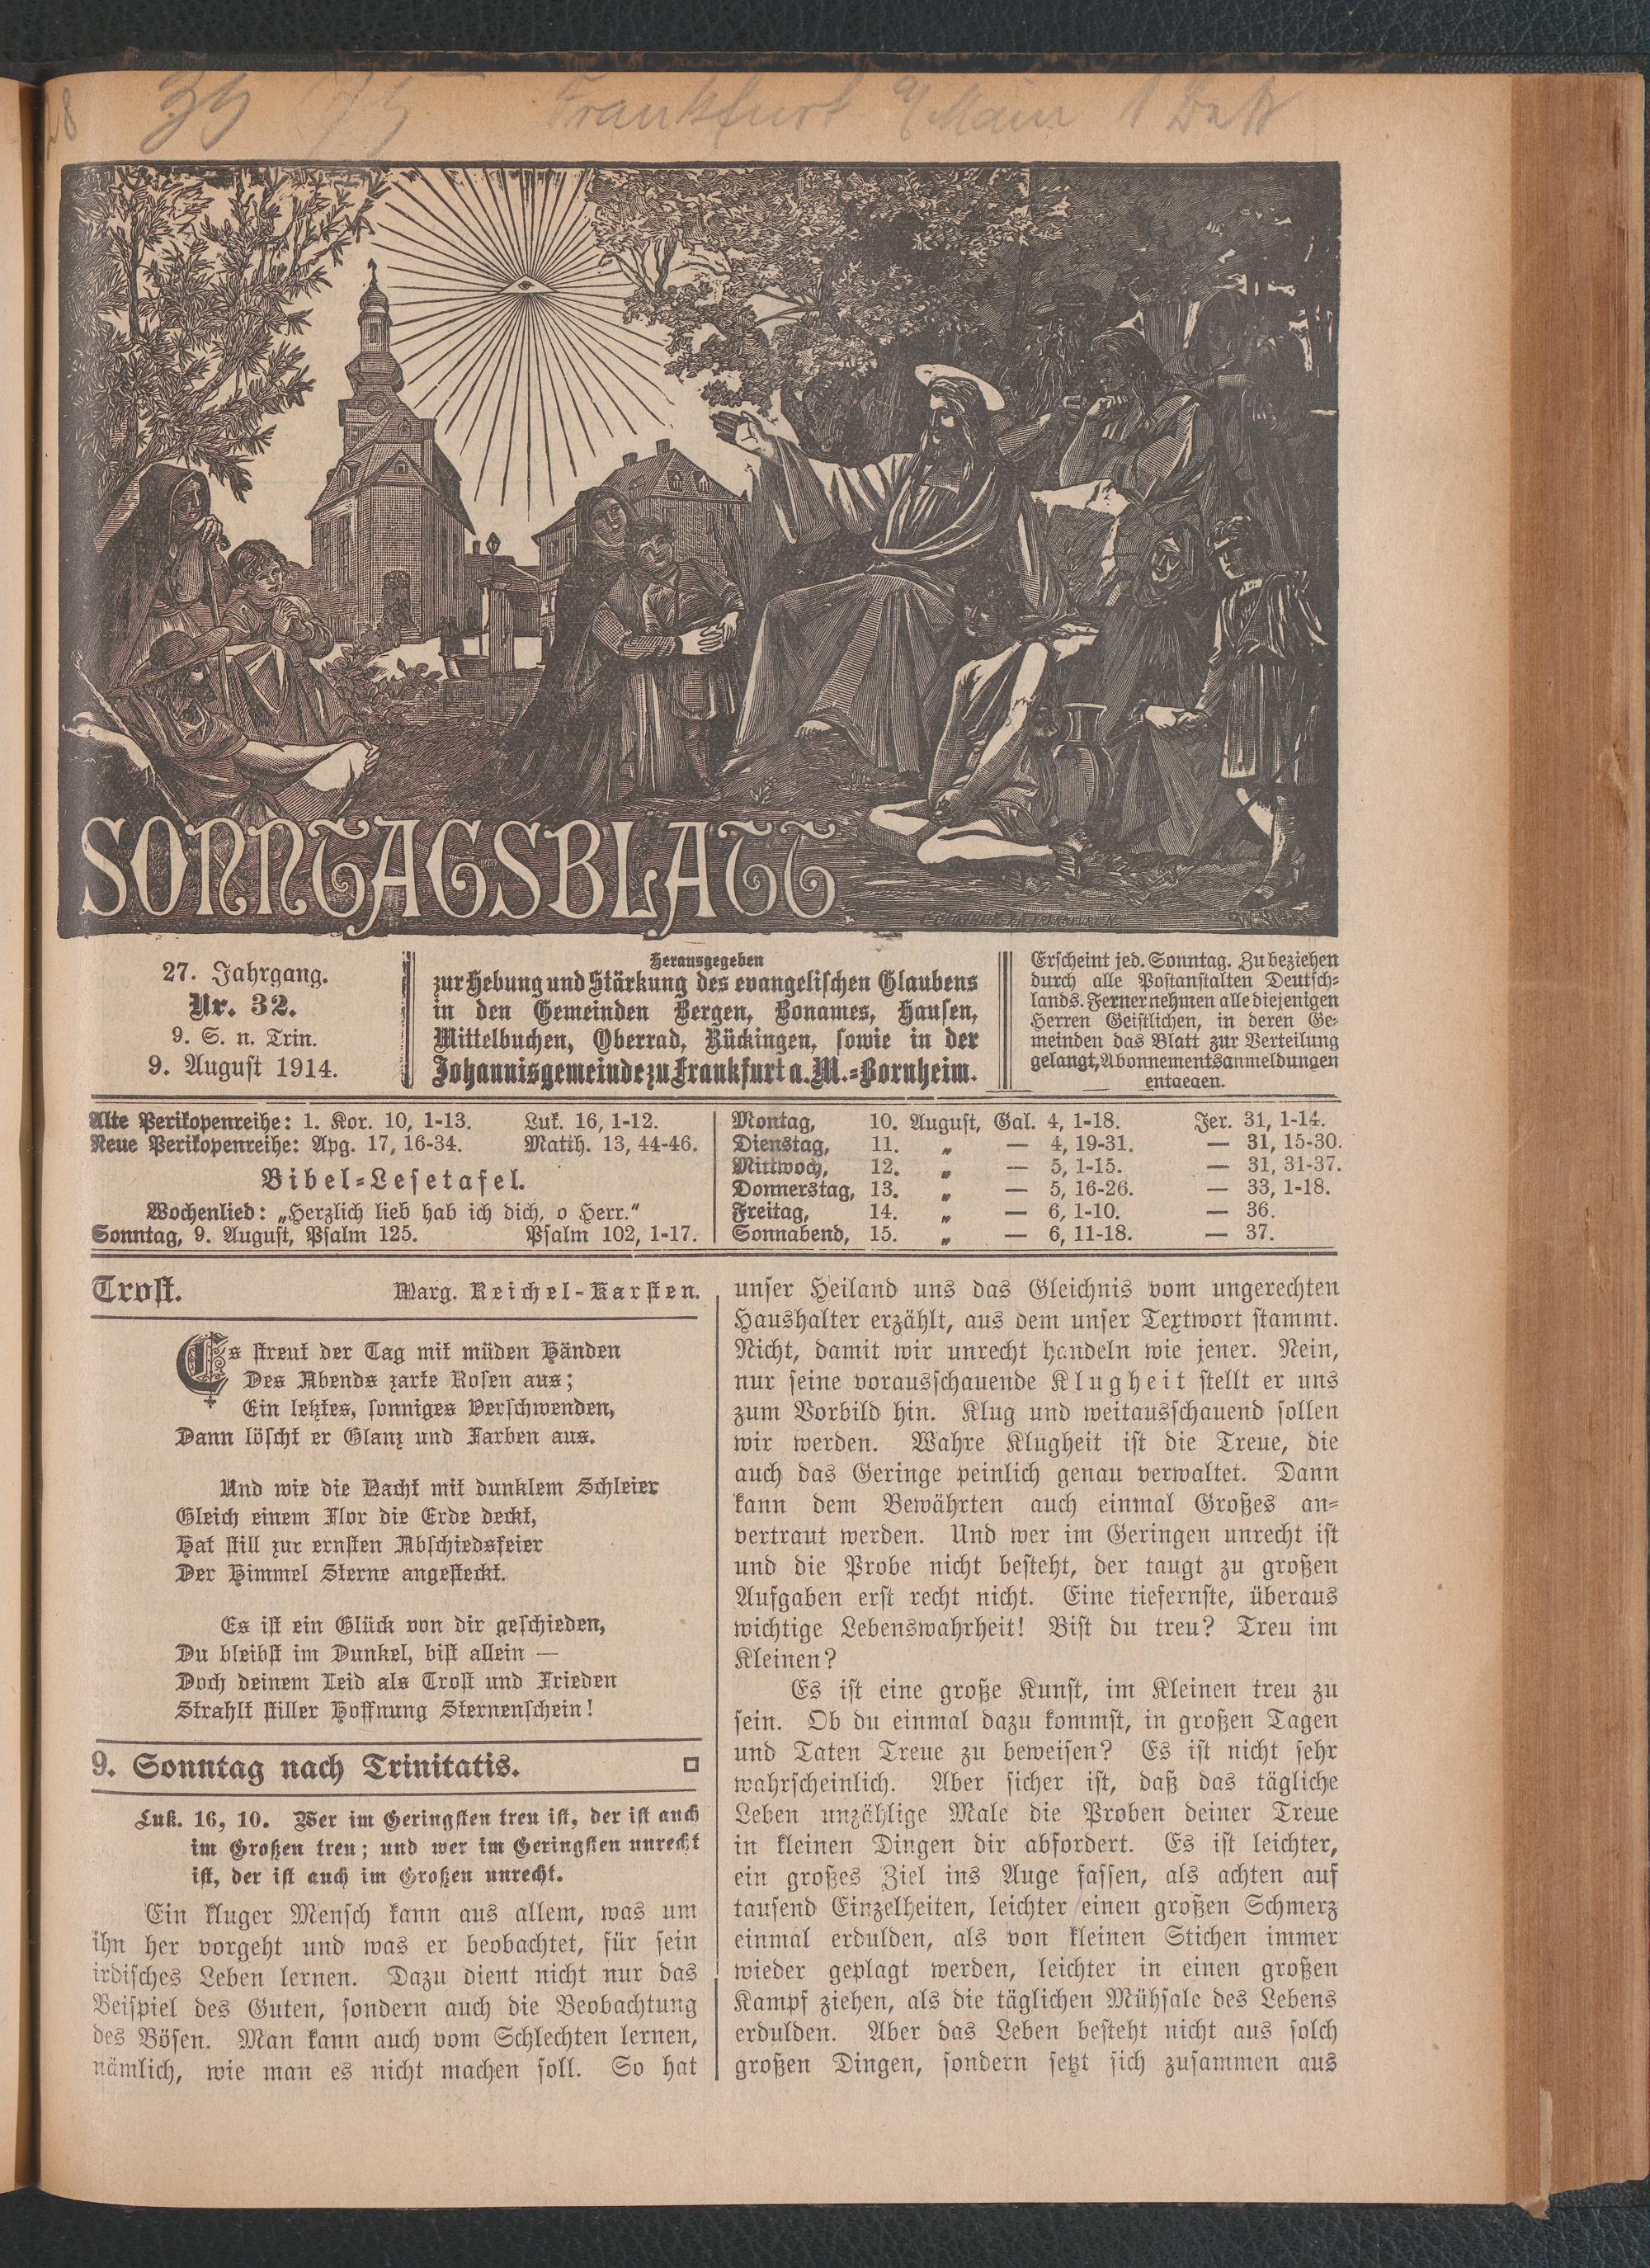 Frankfurt a/Main
SONNTAGSBLATT
27. Jahrgang.
Nr. 32.
9. S. n. Trin.
9. August 1914.
Herausgegeben
zur Hebung und Stärkung des evangelischen Glaubens
in den Gemeinden Bergen, Bonames, Hausen,
Mittelbuchen, Oberrad, Rückingen, sowie in der
Johannisgemeinde zu Frankfurt a. M.-Bornheim.
Erscheint jed. Sonntag. Zu beziehen
durch alle Postanstalten Deutsch-
lands. Ferner nehmen alle diejenigen
Herren Geistlichen, in deren Ge-
meinden das Blatt zur Verteilung
gelangt, Abonnementsanmeldungen
entgegen.
Alte Perikopenreihe: 1. Kor. 10, 1-13. Luk. 16, 1-12.
Neue Perikopenreihe: Apg. 17, 16-34. Matth. 13, 44-46.
Bibel-Lesetafel.
Wochenlied: „Herzlich lieb hab ich dich, o Herr."
Sonntag, 9. August, Psalm 125. Psalm 102, 1-17.
Montag, 10. August, Gal. 4, 1-18. Jer. 31, 1-14.
Dienstag, 11. „ — 4, 19-31. — 31, 15-30.
Mittwoch, 12. „ — 5, 1-15. — 31, 31-37.
Donnerstag, 13. „ — 5, 16-26. — 33, 1-18.
Freitag, 14. „ — 6, 1-10. — 36.
Sonnabend, 15. „ — 6, 11-18. — 37.
Trost. Marg. Reichel-Karsten.
Es streut der Tag mit müden Händen
Des Abends zarte Rosen aus;
Ein letztes, sonniges Verschwenden,
Dann löscht er Glanz und Farben aus.
Und wie die Nacht mit dunklem Schleier
Gleich einem Flor die Erde deckt,
Hat still zur ernsten Abschiedsfeier
Der Himmel Sterne angesteckt.
Es ist ein Glück von dir geschieden,
Du bleibst im Dunkel, bist allein —
Doch deinem Leid als Trost und Frieden
Strahlt stiller Hoffnung Sternenschein!
9. Sonntag nach Trinitatis.
Luk. 16, 10. Wer im Geringsten treu ist, der ist auch
im Großen treu; und wer im Geringsten unrecht
ist, der ist auch im Großen unrecht.
Ein kluger Mensch kann aus allem, was um
ihn her vorgeht und was er beobachtet, für sein
irdisches Leben lernen. Dazu dient nicht nur das
Beispiel des Guten, sondern auch die Beobachtung
des Bösen. Man kann auch vom Schlechten lernen,
nämlich, wie man es nicht machen soll. So hat
unser Heiland uns das Gleichnis vom ungerechten
Haushalter erzählt, aus dem unser Textwort stammt.
Nicht, damit wir unrecht handeln wie jener. Nein,
nur seine vorausschauende Klugheit stellt er uns
zum Vorbild hin. Klug und weitausschauend sollen
wir werden. Wahre Klugheit ist die Treue, die
auch das Geringe peinlich genau verwaltet. Dann
kann dem Bewährten auch einmal Großes an-
vertraut werden. Und wer im Geringen unrecht ist
und die Probe nicht besteht, der taugt zu großen
Aufgaben erst recht nicht. Eine tiefernste, überaus
wichtige Lebenswahrheit! Bist du treu? Treu im
Kleinen?
Es ist eine große Kunst, im Kleinen treu zu
sein. Ob du einmal dazu kommst, in großen Tagen
und Taten Treue zu beweisen? Es ist nicht sehr
wahrscheinlich. Aber sicher ist, daß das tägliche
Leben unzählige Male die Proben deiner Treue
in kleinen Dingen dir abfordert. Es ist leichter,
ein großes Ziel ins Auge fassen, als achten auf
tausend Einzelheiten, leichter einen großen Schmerz
einmal erdulden, als von kleinen Stichen immer
wieder geplagt werden, leichter in einen großen
Kampf ziehen, als die täglichen Mühsale des Lebens
erdulden. Aber das Leben besteht nicht aus solch
großen Dingen, sondern setzt sich zusammen aus